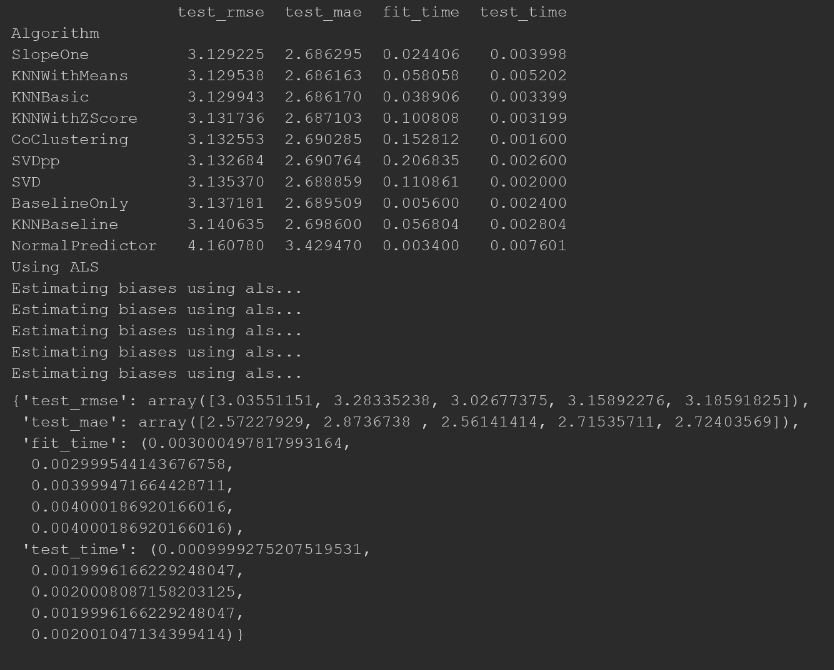 test_rmse test_mae fit_time test_time
Algorithm
SlopeOne 3.129225 2.686295 0.024406 0.003998
KNNWithMeans 3.129538 2.686163 0.058058 0.005202
KNNBasic 3.129943 2.686170 0.038906 0.003399
KNNWithZScore 3.131736 2.687103 0.100808 0.003199
CoClustering 3.132553 2.690285 0.152812 0.001600
SVDpp 3.132684 2.690764 0.206835 0.002600
SVD 3.135370 2.688859 0.110861 0.002000
BaselineOnly 3.137181 2.689509 0.005600 0.002400
KNNBaseline 3.140635 2.698600 0.056804 0.002804
NormalPredictor 4.160780 3.429470 0.003400 0.007601
Using ALS
Estimating biases using als...
Estimating biases using als...
Estimating biases using als...
Estimating biases using als...
Estimating biases using als...
{'test_rmse': array([3.03551151, 3.28335238, 3.02677375, 3.15892276, 3.18591825]),
'test_mae': array([2.57227929, 2.8736738 , 2.56141414, 2.71535711, 2.72403569]),
'fit_time': (0.003000497817993164,
0.002999544143676758,
0.003999471664428711,
0.004000186920166016,
0.004000186920166016),
'test_time': (0.0009999275207519531,
0.0019996166229248047,
0.0020008087158203125,
0.0019996166229248047,
0.002001047134399414)}